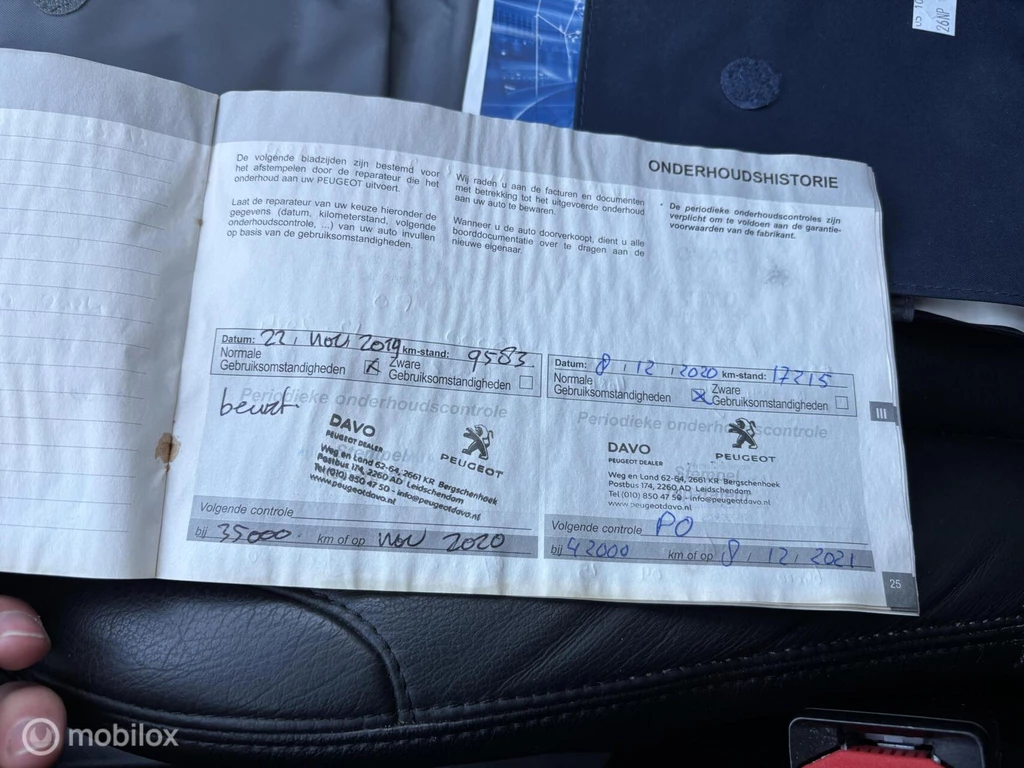 26NP
ONDERHOUDSHISTORIE
De volgende bladzijden zijn bestemd voor
het afstempelen door de reparateur die het
onderhoud aan uw PEUGEOT uitvoert.
Laat de reparateur van uw keuze hieronder de
gegevens (datum, kilometerstand, volgende
onderhoudscontrole, ...) van uw auto invullen
op basis van de gebruiksomstandigheden.
Wij raden u aan de facturen en documenten
met betrekking tot het uitgevoerde onderhoud
aan uw auto te bewaren.
Wanneer u de auto doorverkoopt, dient u alle
boorddocumentatie over te dragen aan de
nieuwe eigenaar.
* De periodieke onderhoudscontroles zijn
verplicht om te voldoen aan de garantie-
voorwaarden van de fabrikant.
Datum: 22, nov 2019 km-stand: 9583
Normale
Gebruiksomstandigheden
Zware
Gebruiksomstandigheden
Periodieke onderhoudscontrole
Stempel
DAVO
PEUGEOT DEALER
PEUGEOT
Weg en Land 62-64, 2661 KR Bergschenhoek
Postbus 174, 2260 AD Leidschendam
Tel (010) 850 47 50 - info@peugeotdavo.nl
www.peugeotdavo.nl
Volgende controle
bij 35000 km of op nov 2020
Datum: 8, 12, 2020 km-stand: 17215
Normale
Gebruiksomstandigheden
Zware
Gebruiksomstandigheden
Periodieke onderhoudscontrole
Stempel
DAVO
PEUGEOT DEALER
PEUGEOT
Weg en Land 62-64, 2661 KR Bergschenhoek
Postbus 174, 2260 AD Leidschendam
Tel (010) 850 47 50 - info@peugeotdavo.nl
www.peugeotdavo.nl
Volgende controle PO
bij 42000 km of op 8, 12, 2021
III
25
mobilox